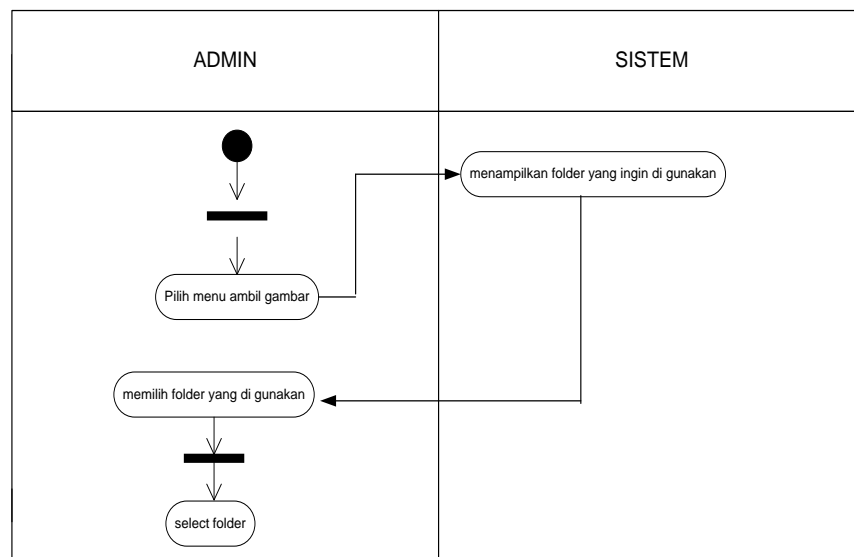 ADMIN
SISTEM
menampilkan folder yang ingin di gunakan
Pilih menu ambil gambar
memilih folder yang di gunakan
select folder